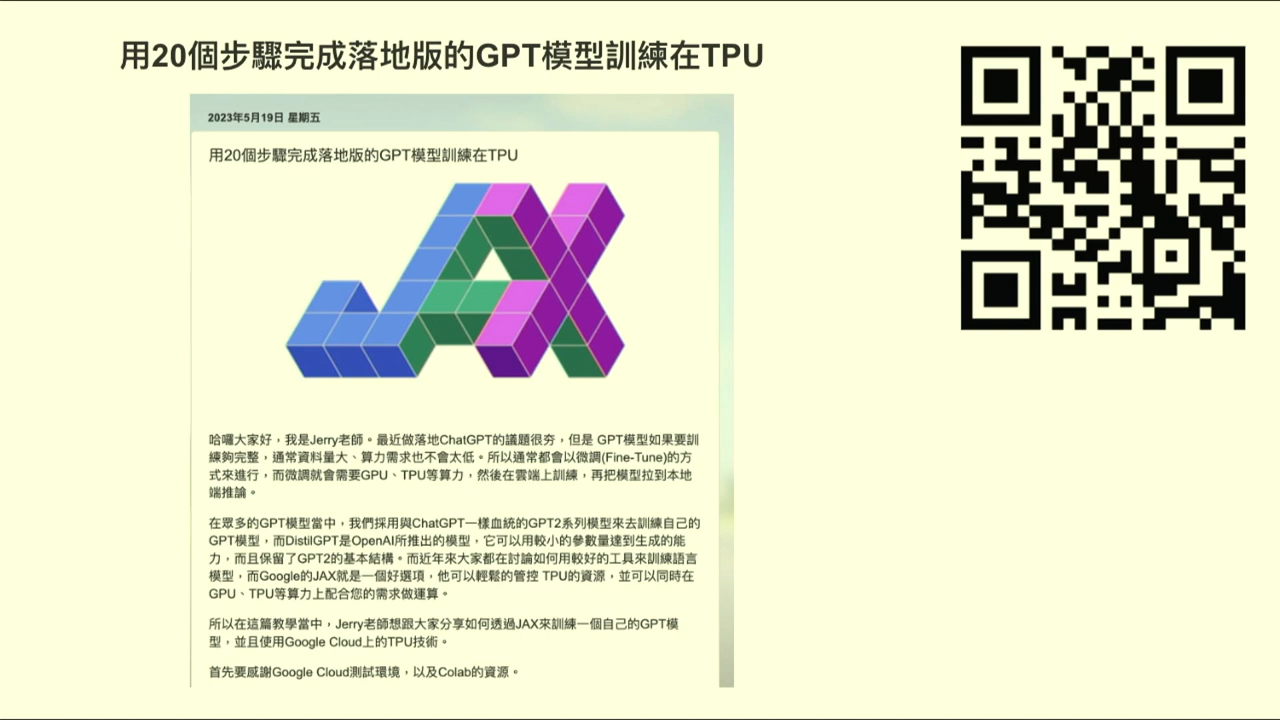 用20個步驟完成落地版的GPT模型訓練在TPU
2023年5月19日 星期五
用20個步驟完成落地版的GPT模型訓練在TPU
JAX
哈囉大家好，我是Jerry老師。最近做落地ChatGPT的議題很夯，但是 GPT模型如果要訓
練夠完整，通常資料量大、算力需求也不會太低。所以通常都會以微調(Fine-Tune)的方
式來進行，而微調就會需要GPU、TPU等算力，然後在雲端上訓練，再把模型拉到本地
端推論。
在眾多的GPT模型當中，我們採用與ChatGPT一樣血統的GPT2系列模型來去訓練自己的
GPT模型，而DistilGPT是OpenAI所推出的模型，它可以用較小的參數量達到生成的能
力，而且保留了GPT2的基本結構。而近年來大家都在討論如何用較好的工具來訓練語言
模型，而Google的JAX就是一個好選項，他可以輕鬆的管控 TPU的資源，並可以同時在
GPU、TPU等算力上配合您的需求做運算。
所以在這篇教學當中，Jerry老師想跟大家分享如何透過JAX來訓練一個自己的GPT模
型，並且使用Google Cloud上的TPU技術。
首先要感謝Google Cloud測試環境，以及Colab的資源。